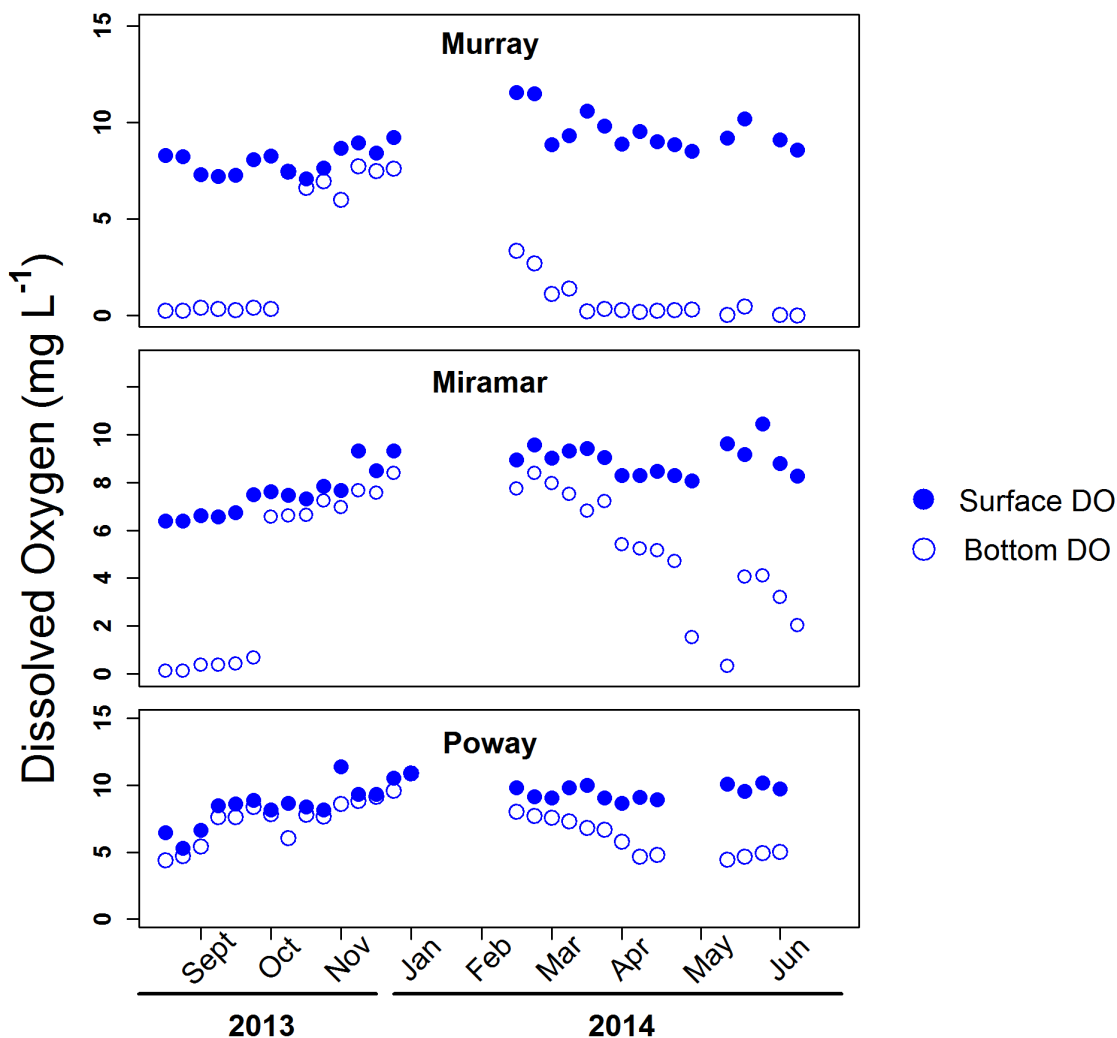 Dissolved Oxygen (mg L-1)
Murray
15
10
5
0
Miramar
10
8
6
4
2
0
Poway
15
10
5
0
Surface DO
Bottom DO
Sept Oct Nov Jan Feb Mar Apr May Jun
2013 2014